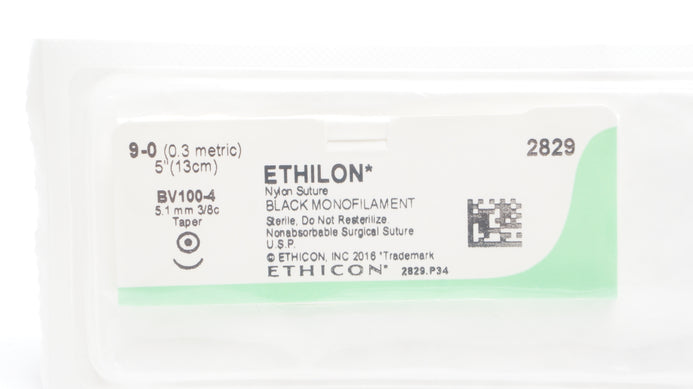 9-0 (0.3 metric)
5"(13cm)
BV100-4
5.1 mm 3/8c
Taper
ETHILON*
Nylon Suture
BLACK MONOFILAMENT
Sterile. Do Not Resterilize.
Nonabsorbable Surgical Suture
U.S.P.
© ETHICON, INC 2016 *Trademark
ETHICON* 2829.P34
2829